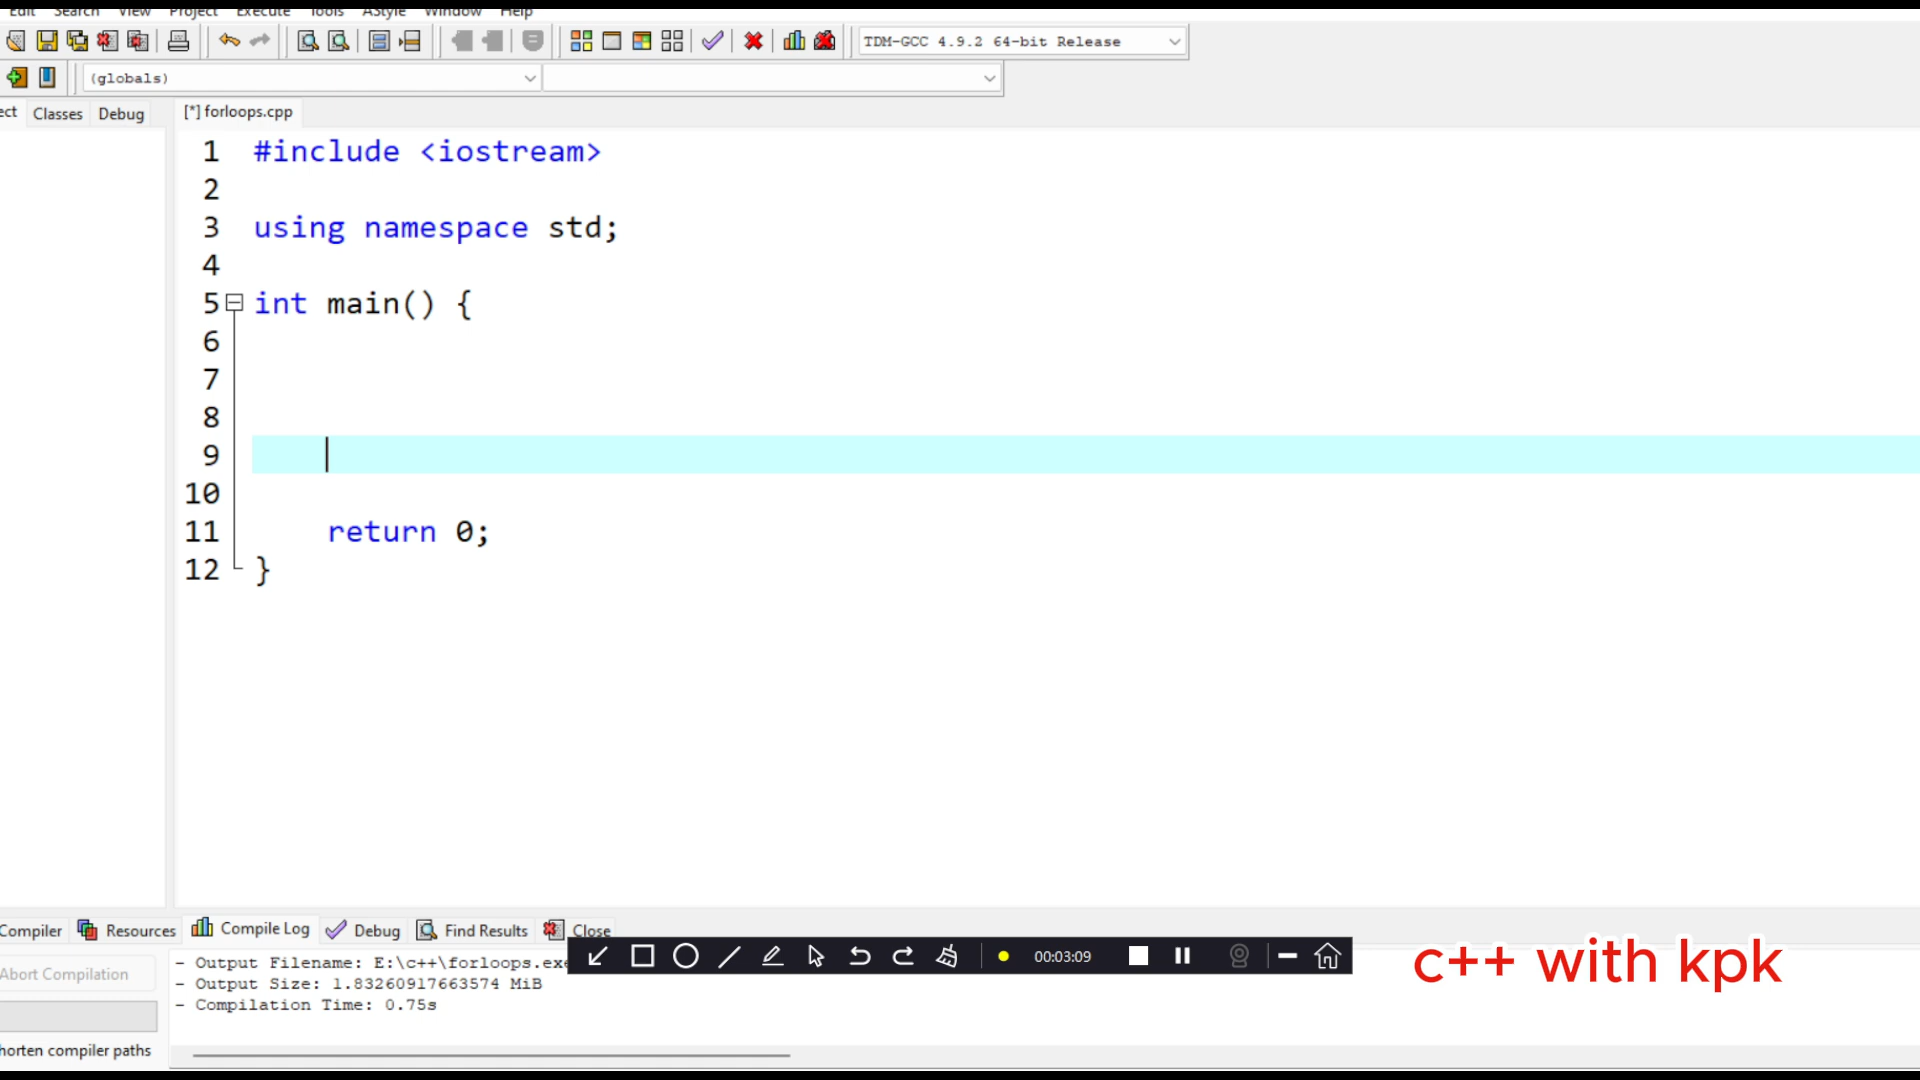 Edit Search View Project Execute Tools AStyle Window Help
TDM-GCC 4.9.2 64-bit Release
(globals)
ect Classes Debug [*] forloops.cpp
1 #include <iostream>
2
3 using namespace std;
4
5 int main() {
6
7
8
9
10
11 return 0;
12 }
Compiler Resources Compile Log Debug Find Results Close
Abort Compilation
- Output Filename: E:\c++\forloops.exe
- Output Size: 1.83260917663574 MiB
- Compilation Time: 0.75s
horten compiler paths
00:03:09
c++ with kpk